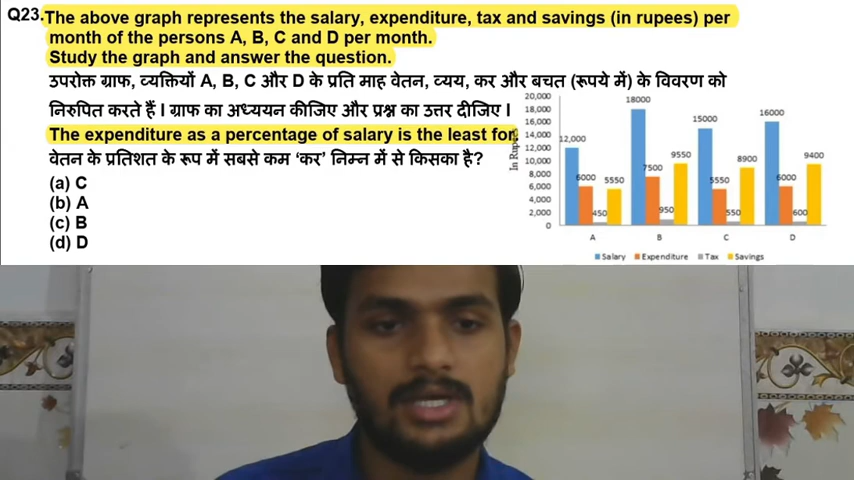 Q23.The above graph represents the salary, expenditure, tax and savings (in rupees) per
month of the persons A, B, C and D per month.
Study the graph and answer the question.
उपरोक्त ग्राफ, व्यक्तियों A, B, C और D के प्रति माह वेतन, व्यय, कर और बचत (रूपये में) के विवरण को
निरुपित करते हैं l ग्राफ का अध्ययन कीजिए और प्रश्न का उत्तर दीजिए l
The expenditure as a percentage of salary is the least for:
वेतन के प्रतिशत के रूप में सबसे कम ‘कर’ निम्न में से किसका है?
(a) C
(b) A
(c) B
(d) D
20,000
18,000
16,000
14,000
12,000
10,000
8,000
6,000
4,000
2,000
0
12,000
6000
450
5550
18000
7500
950
9550
15000
5550
550
8900
16000
6000
600
9400
A B C D
Salary Expenditure Tax Savings